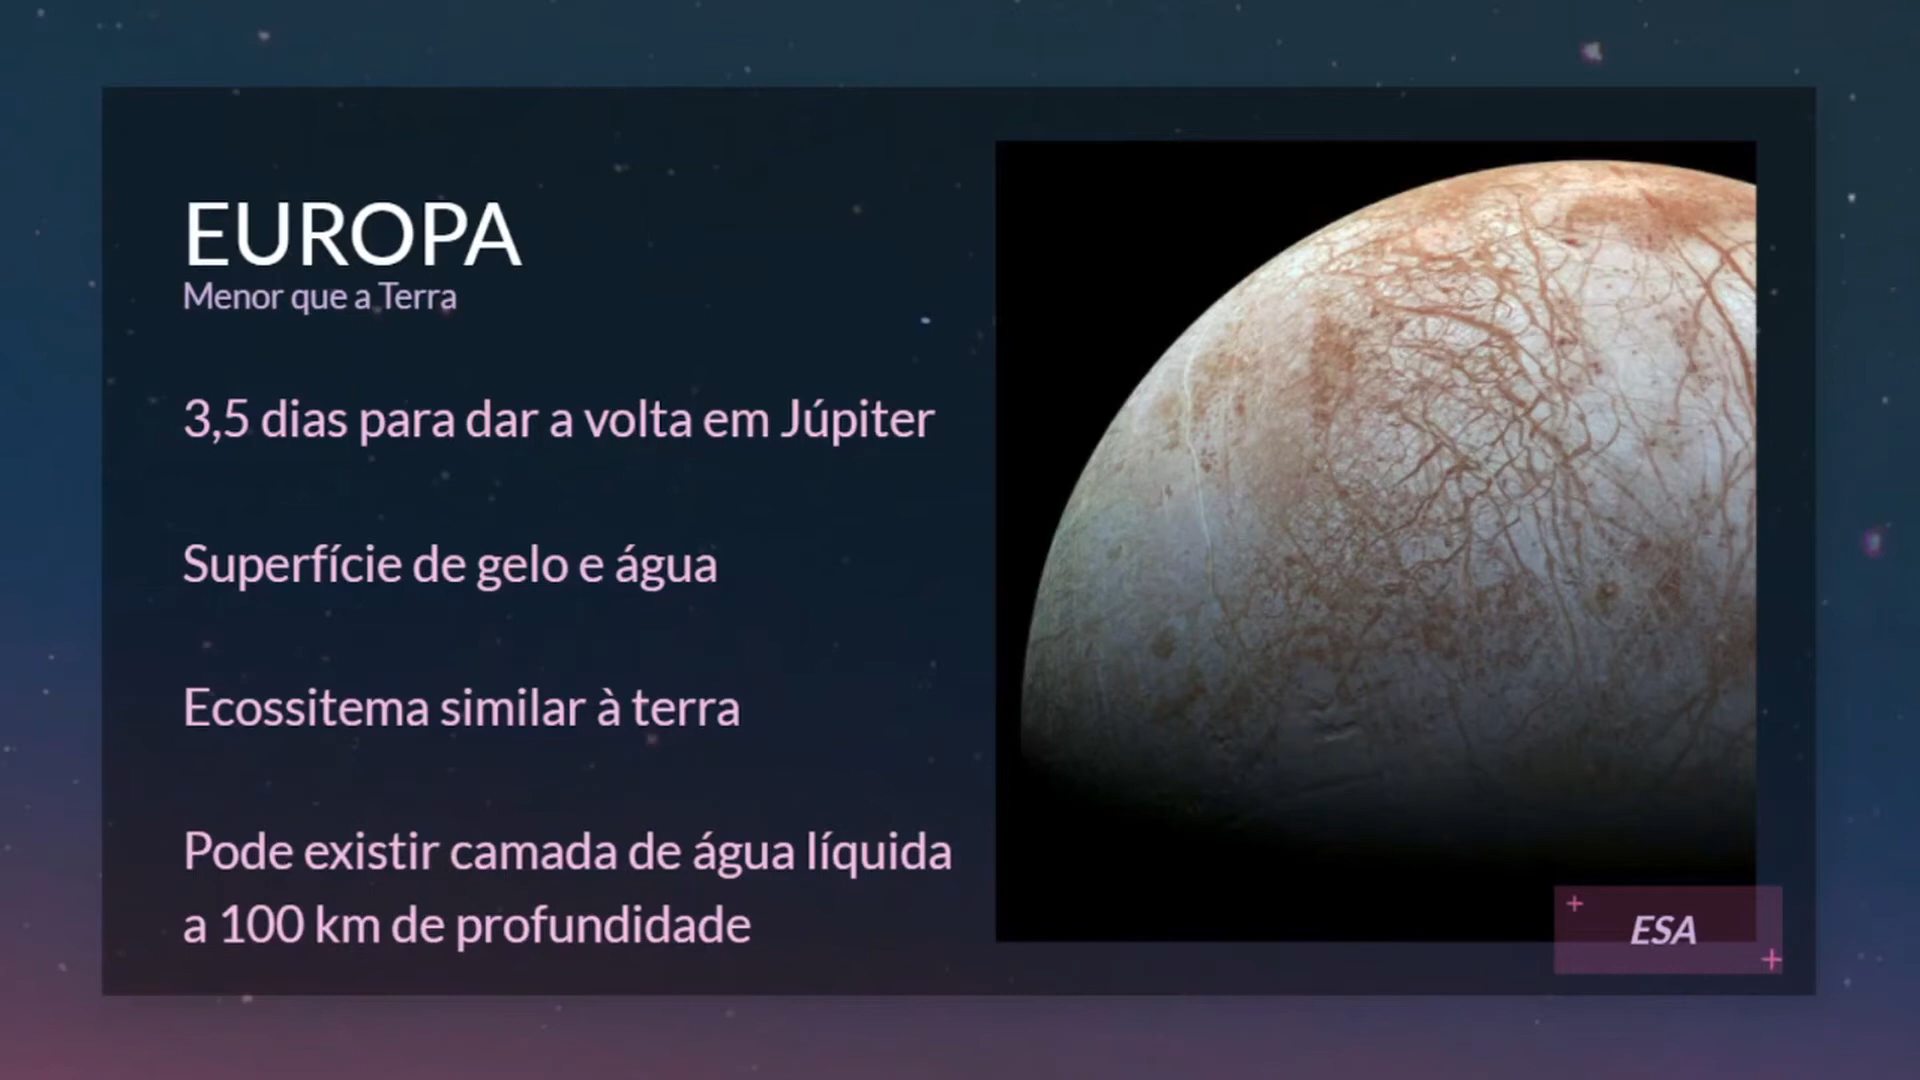 EUROPA
Menor que a Terra
3,5 dias para dar a volta em Júpiter
Superfície de gelo e água
Ecossitema similar à terra
Pode existir camada de água líquida
a 100 km de profundidade
ESA